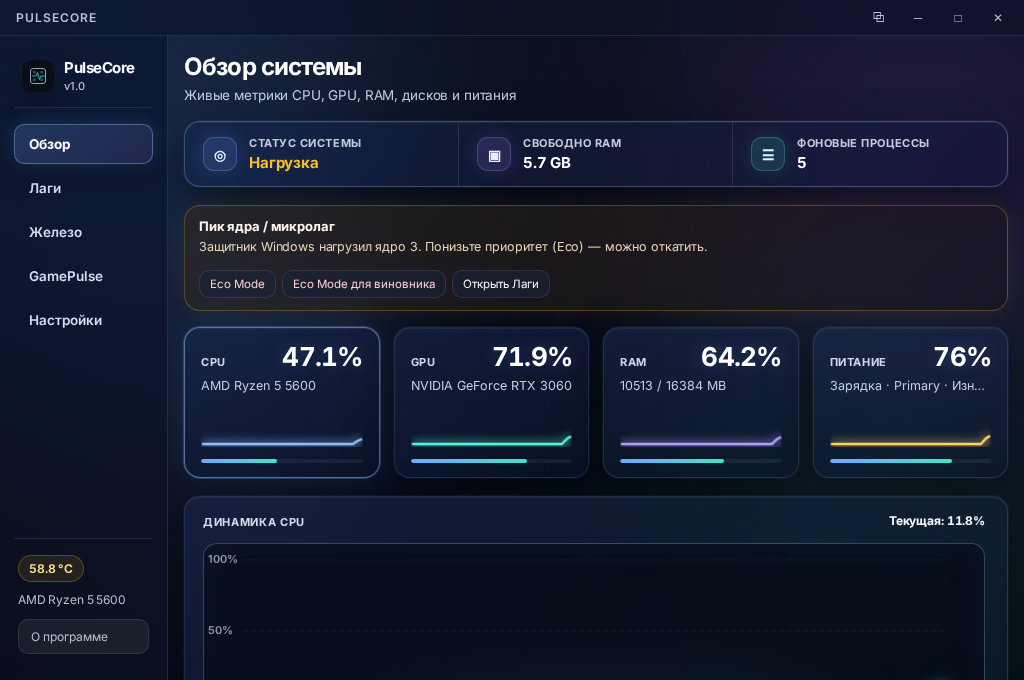 PULSECORE
PulseCore
v1.0
Обзор
Лаги
Железо
GamePulse
Настройки
58.8 °C
AMD Ryzen 5 5600
О программе
Обзор системы
Живые метрики CPU, GPU, RAM, дисков и питания
СТАТУС СИСТЕМЫ
Нагрузка
СВОБОДНО RAM
5.7 GB
ФОНОВЫЕ ПРОЦЕССЫ
5
Пик ядра / микролаг
Защитник Windows нагрузил ядро 3. Понизьте приоритет (Eco) — можно откатить.
Eco Mode
Eco Mode для виновника
Открыть Лаги
CPU 47.1%
AMD Ryzen 5 5600
GPU 71.9%
NVIDIA GeForce RTX 3060
RAM 64.2%
10513 / 16384 MB
ПИТАНИЕ 76%
Зарядка · Primary · Изн...
ДИНАМИКА CPU
Текущая: 11.8%
100%
50%